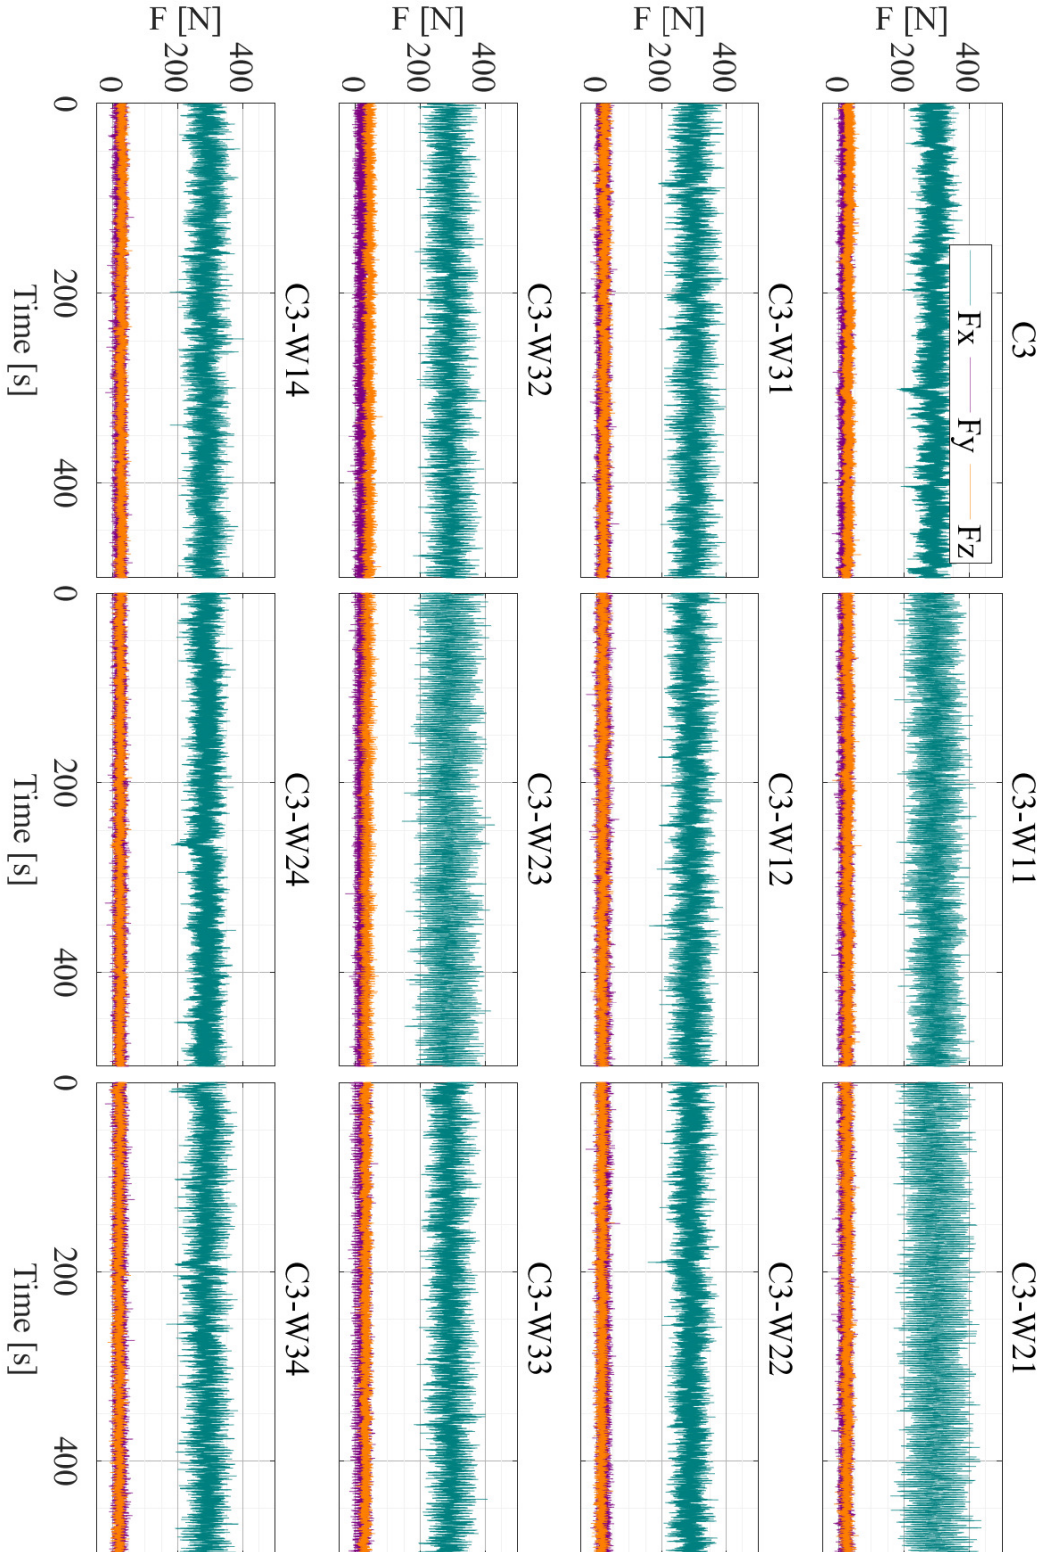 C3 C3-W11 C3-W21
Fx Fy Fz
F [N]
400
200
0
C3-W31 C3-W12 C3-W22
F [N]
400
200
0
C3-W32 C3-W23 C3-W33
F [N]
400
200
0
C3-W14 C3-W24 C3-W34
F [N]
400
200
0
0 200 400 0 200 400 0 200 400
Time [s] Time [s] Time [s]